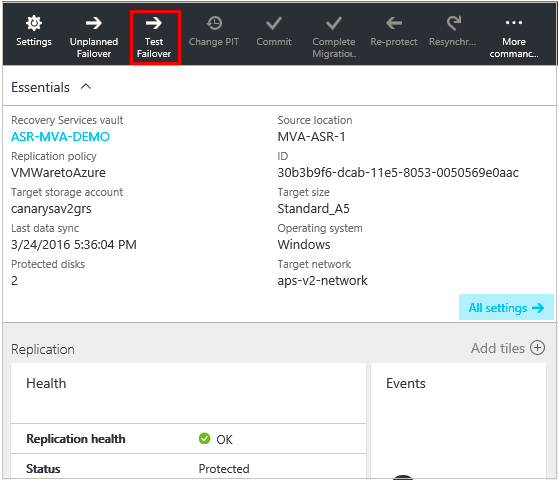 Settings
Unplanned
Failover
Test
Failover
Change PIT
Commit
Complete
Migration..
Re-protect
Resynchr...
More
commanc...
Essentials
Recovery Services vault
ASR-MVA-DEMO
Replication policy
VMWaretoAzure
Target storage account
canarysav2grs
Last data sync
3/24/2016 5:36:04 PM
Protected disks
2
Source location
MVA-ASR-1
ID
30b3b9f6-dcab-11e5-8053-0050569e0aac
Target size
Standard_A5
Operating system
Windows
Target network
aps-v2-network
All settings
Replication
Add tiles
Health
Replication health
OK
Status
Protected
Events